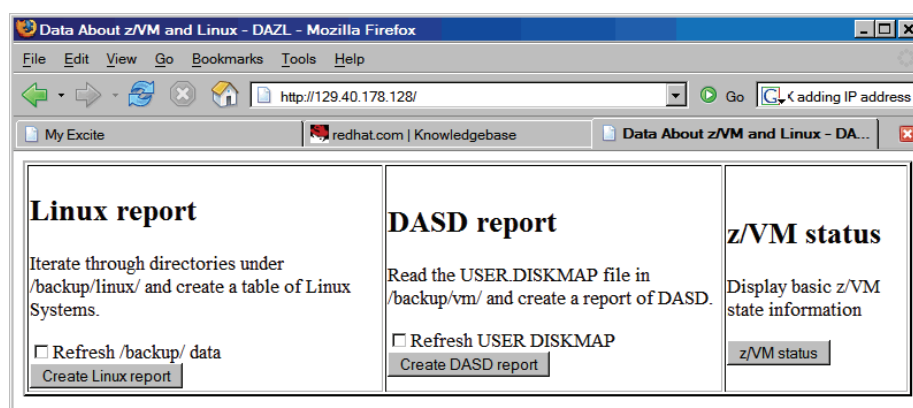 Data About z/VM and Linux - DAZL - Mozilla Firefox
File Edit View Go Bookmarks Tools Help
http://129.40.178.128/
Go
adding IP address
My Excite
redhat.com | Knowledgebase
Data About z/VM and Linux - DA...
Linux report
Iterate through directories under
/backup/linux/ and create a table of Linux
Systems.
Refresh /backup/ data
Create Linux report
DASD report
Read the USER.DISKMAP file in
/backup/vm/ and create a report of DASD.
Refresh USER DISKMAP
Create DASD report
z/VM status
Display basic z/VM
state information
z/VM status